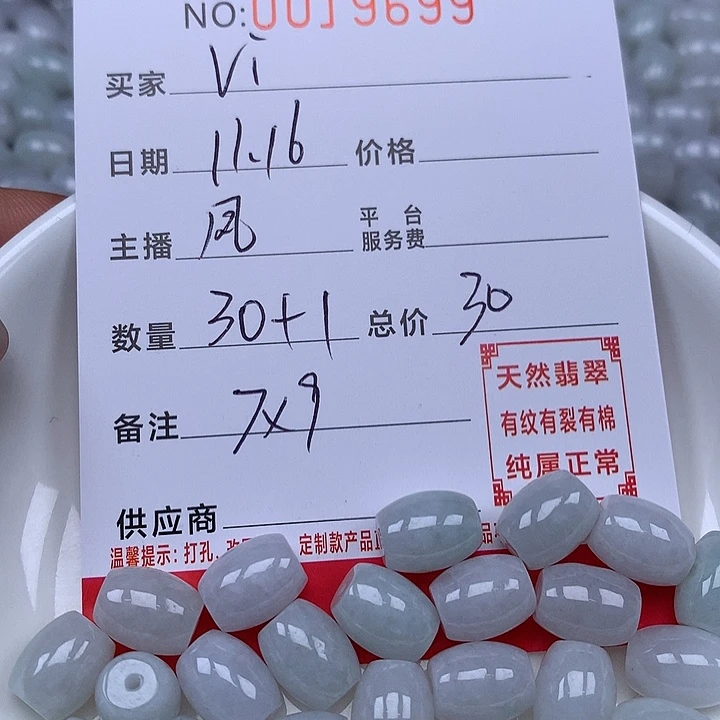 NO:0019699
买家 Vi
日期 11.16 价格
主播 凤 平台服务费
数量 30+1 总价 30
备注 7x9
天然翡翠
有纹有裂有棉
纯属正常
供应商
温馨提示:打孔、 定制款产品